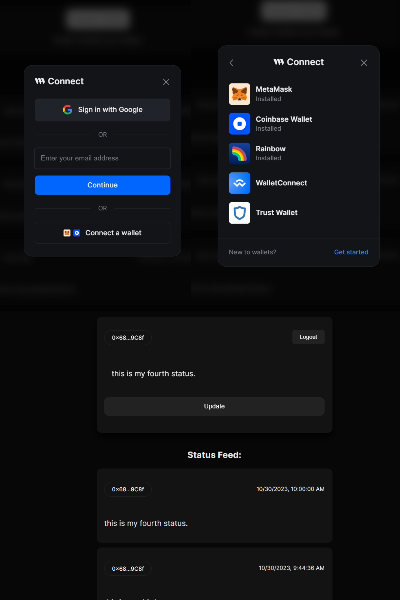 Connect
Sign in with Google
OR
Enter your email address
Continue
OR
Connect a wallet
Connect
MetaMask
Installed
Coinbase Wallet
Installed
Rainbow
Installed
WalletConnect
Trust Wallet
New to wallets? Get started
0x68...9C8f Logout
this is my fourth status.
Update
Status Feed:
0x68...9C8f 10/30/2023, 10:00:00 AM
this is my fourth status.
0x68...9C8f 10/30/2023, 9:44:36 AM